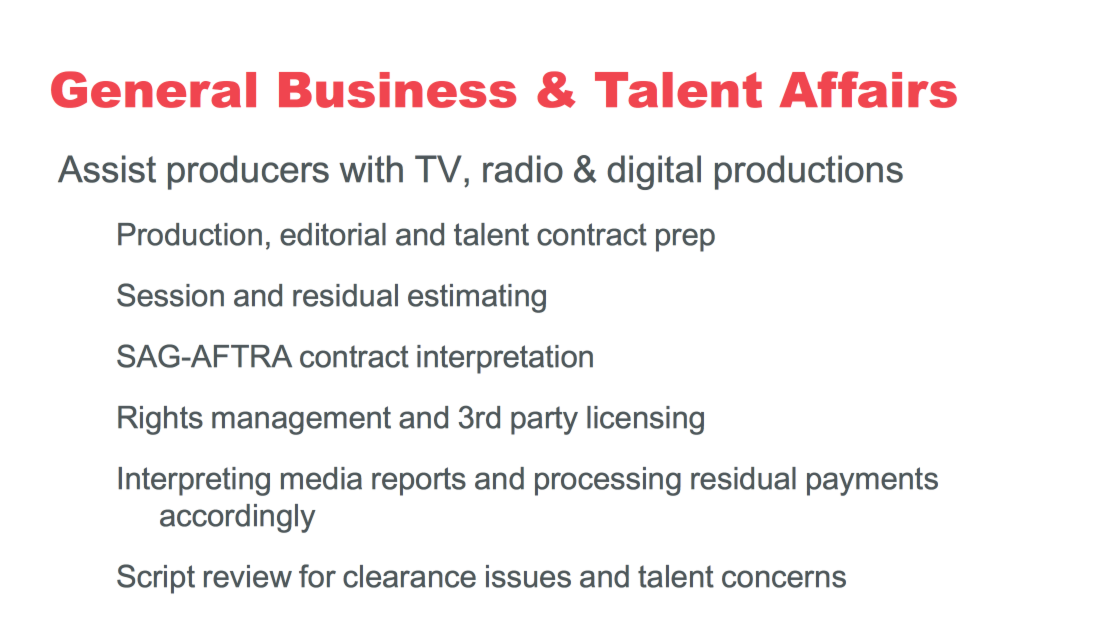 General Business & Talent Affairs
Assist producers with TV, radio & digital productions
Production, editorial and talent contract prep
Session and residual estimating
SAG-AFTRA contract interpretation
Rights management and 3rd party licensing
Interpreting media reports and processing residual payments
accordingly
Script review for clearance issues and talent concerns